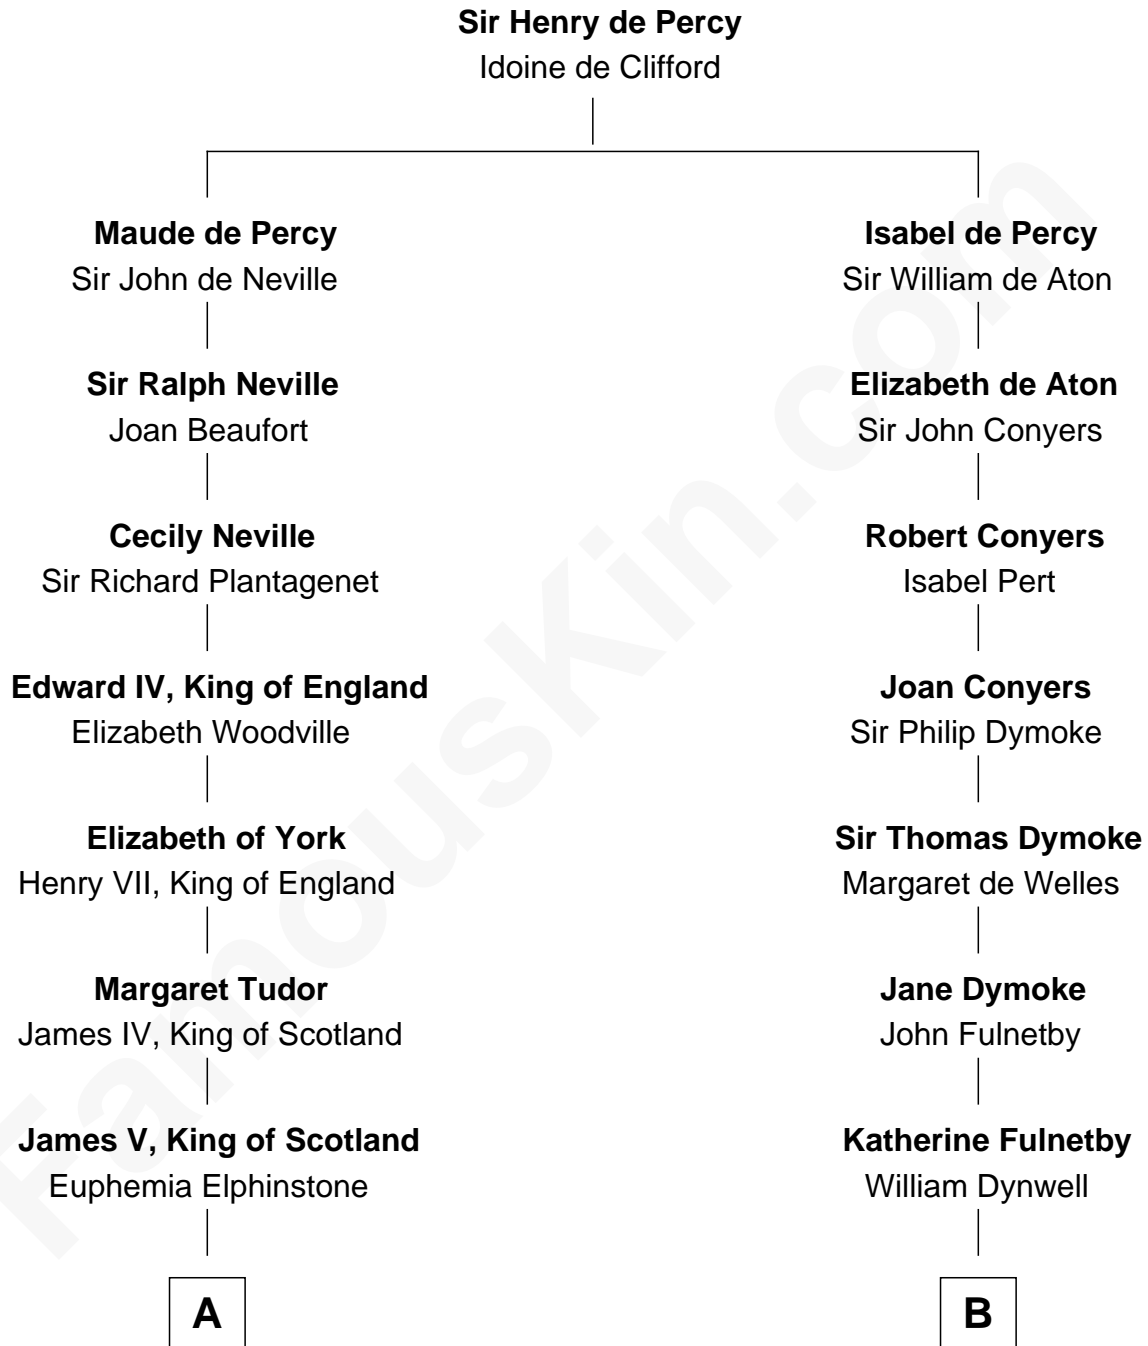 Sir Henry de Percy
Idoine de Clifford
Maude de Percy
Sir John de Neville
Isabel de Percy
Sir William de Aton
Sir Ralph Neville
Joan Beaufort
Elizabeth de Aton
Sir John Conyers
Cecily Neville
Sir Richard Plantagenet
Robert Conyers
Isabel Pert
Edward IV, King of England
Elizabeth Woodville
Joan Conyers
Sir Philip Dymoke
Elizabeth of York
Henry VII, King of England
Sir Thomas Dymoke
Margaret de Welles
Margaret Tudor
James IV, King of Scotland
Jane Dymoke
John Fulnetby
James V, King of Scotland
Euphemia Elphinstone
Katherine Fulnetby
William Dynwell
A
B
FamousKin.com